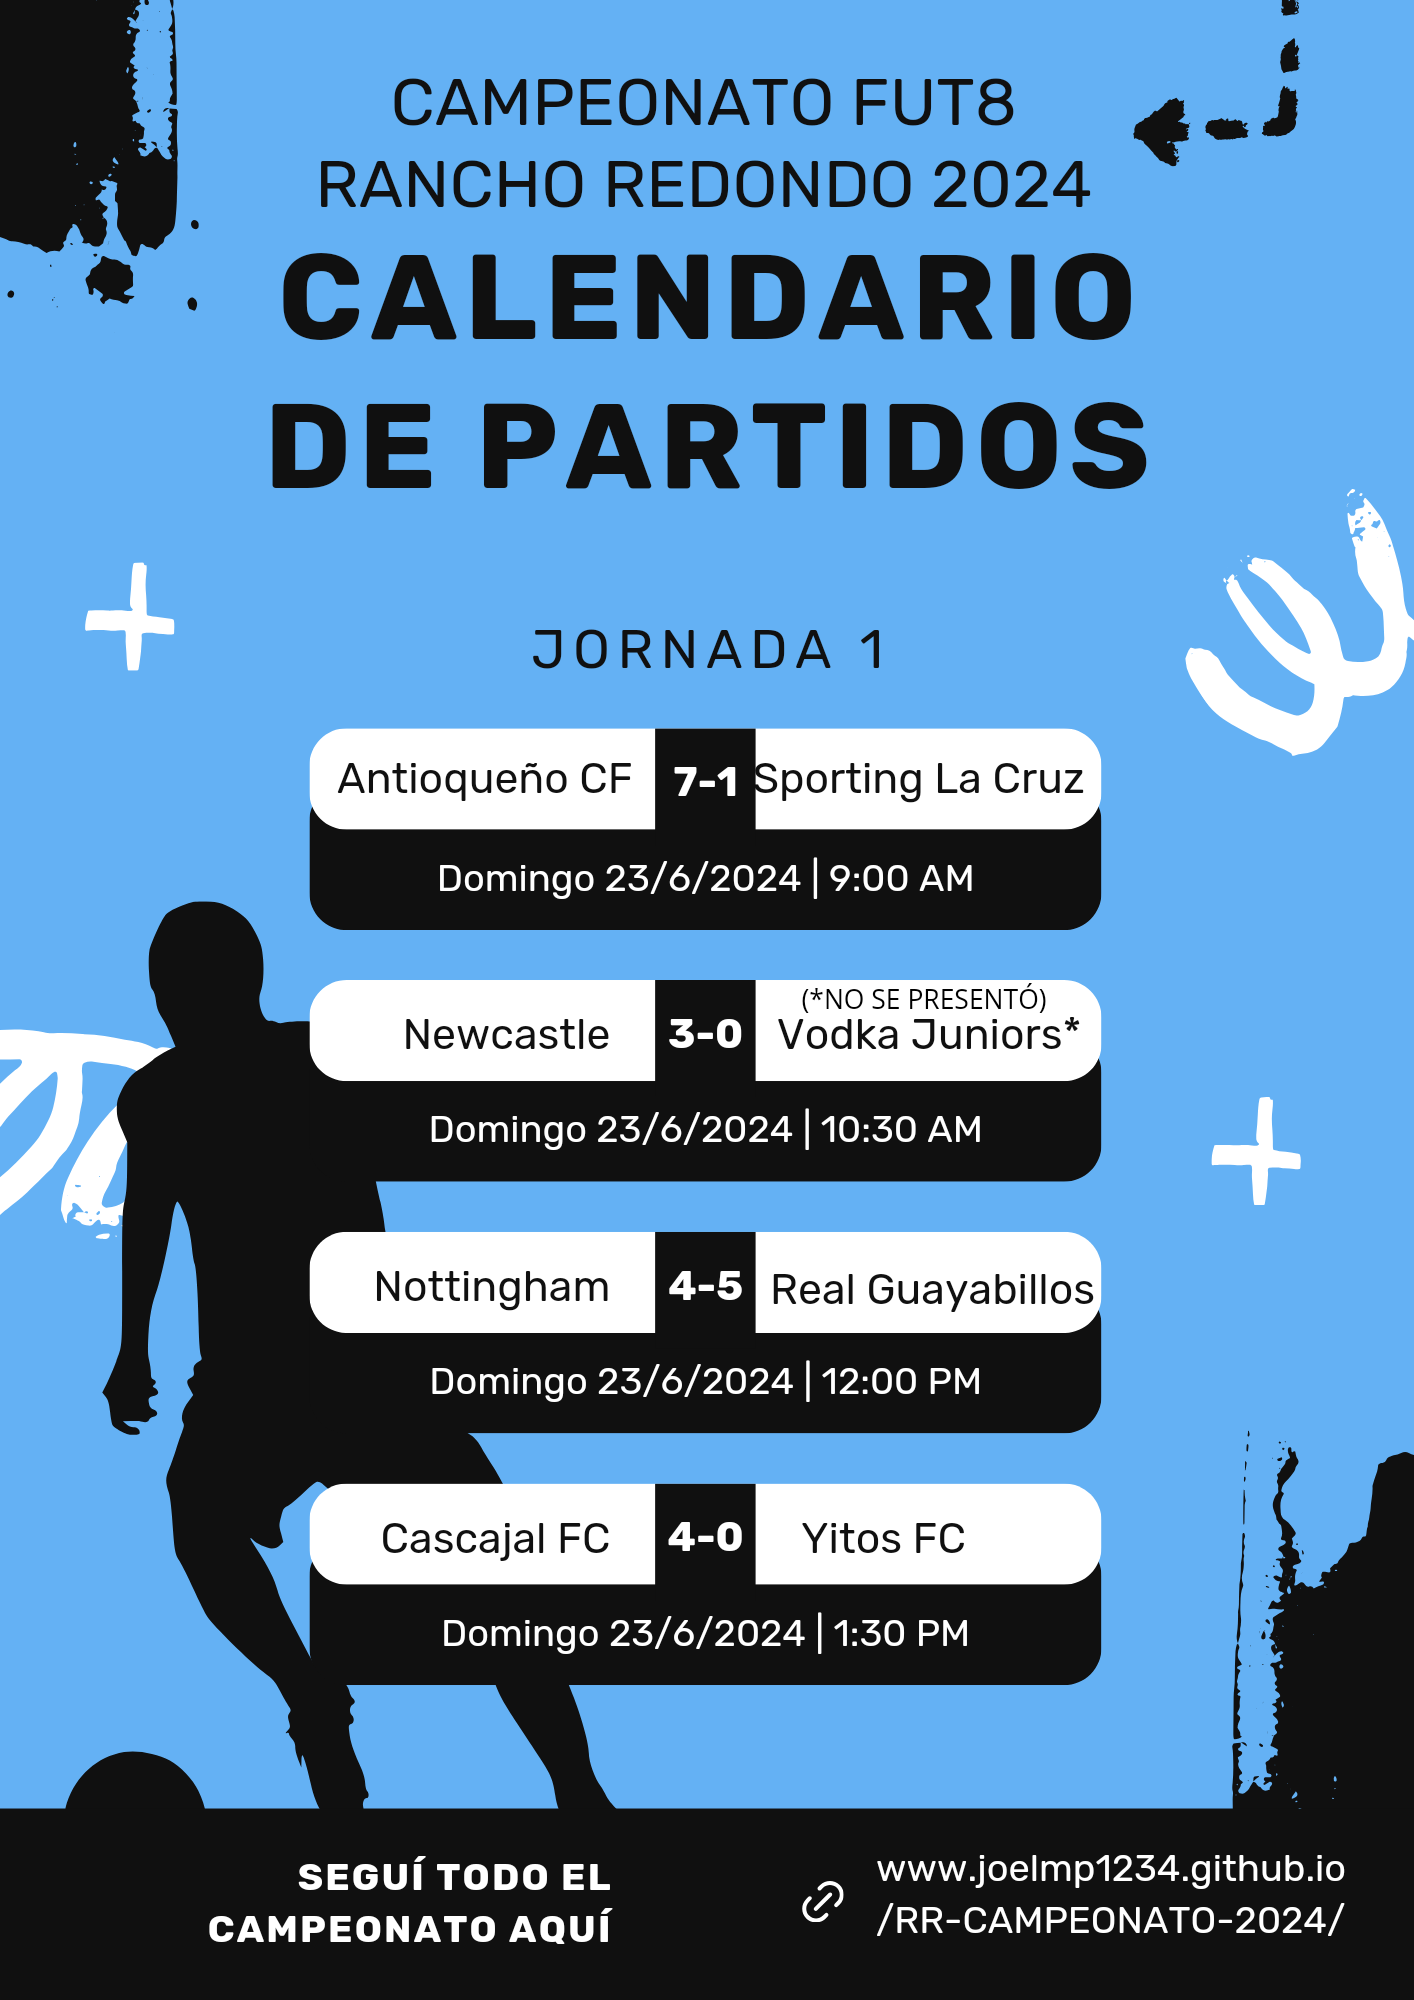 CAMPEONATO FUT8
RANCHO REDONDO 2024
CALENDARIO
DE PARTIDOS
JORNADA 1
Antioqueño CF 7-1 Sporting La Cruz
Domingo 23/6/2024 | 9:00 AM
(*NO SE PRESENTÓ)
Newcastle 3-0 Vodka Juniors*
Domingo 23/6/2024 | 10:30 AM
Nottingham 4-5 Real Guayabillos
Domingo 23/6/2024 | 12:00 PM
Cascajal FC 4-0 Yitos FC
Domingo 23/6/2024 | 1:30 PM
SEGUÍ TODO EL
CAMPEONATO AQUÍ
www.joelmp1234.github.io
/RR-CAMPEONATO-2024/